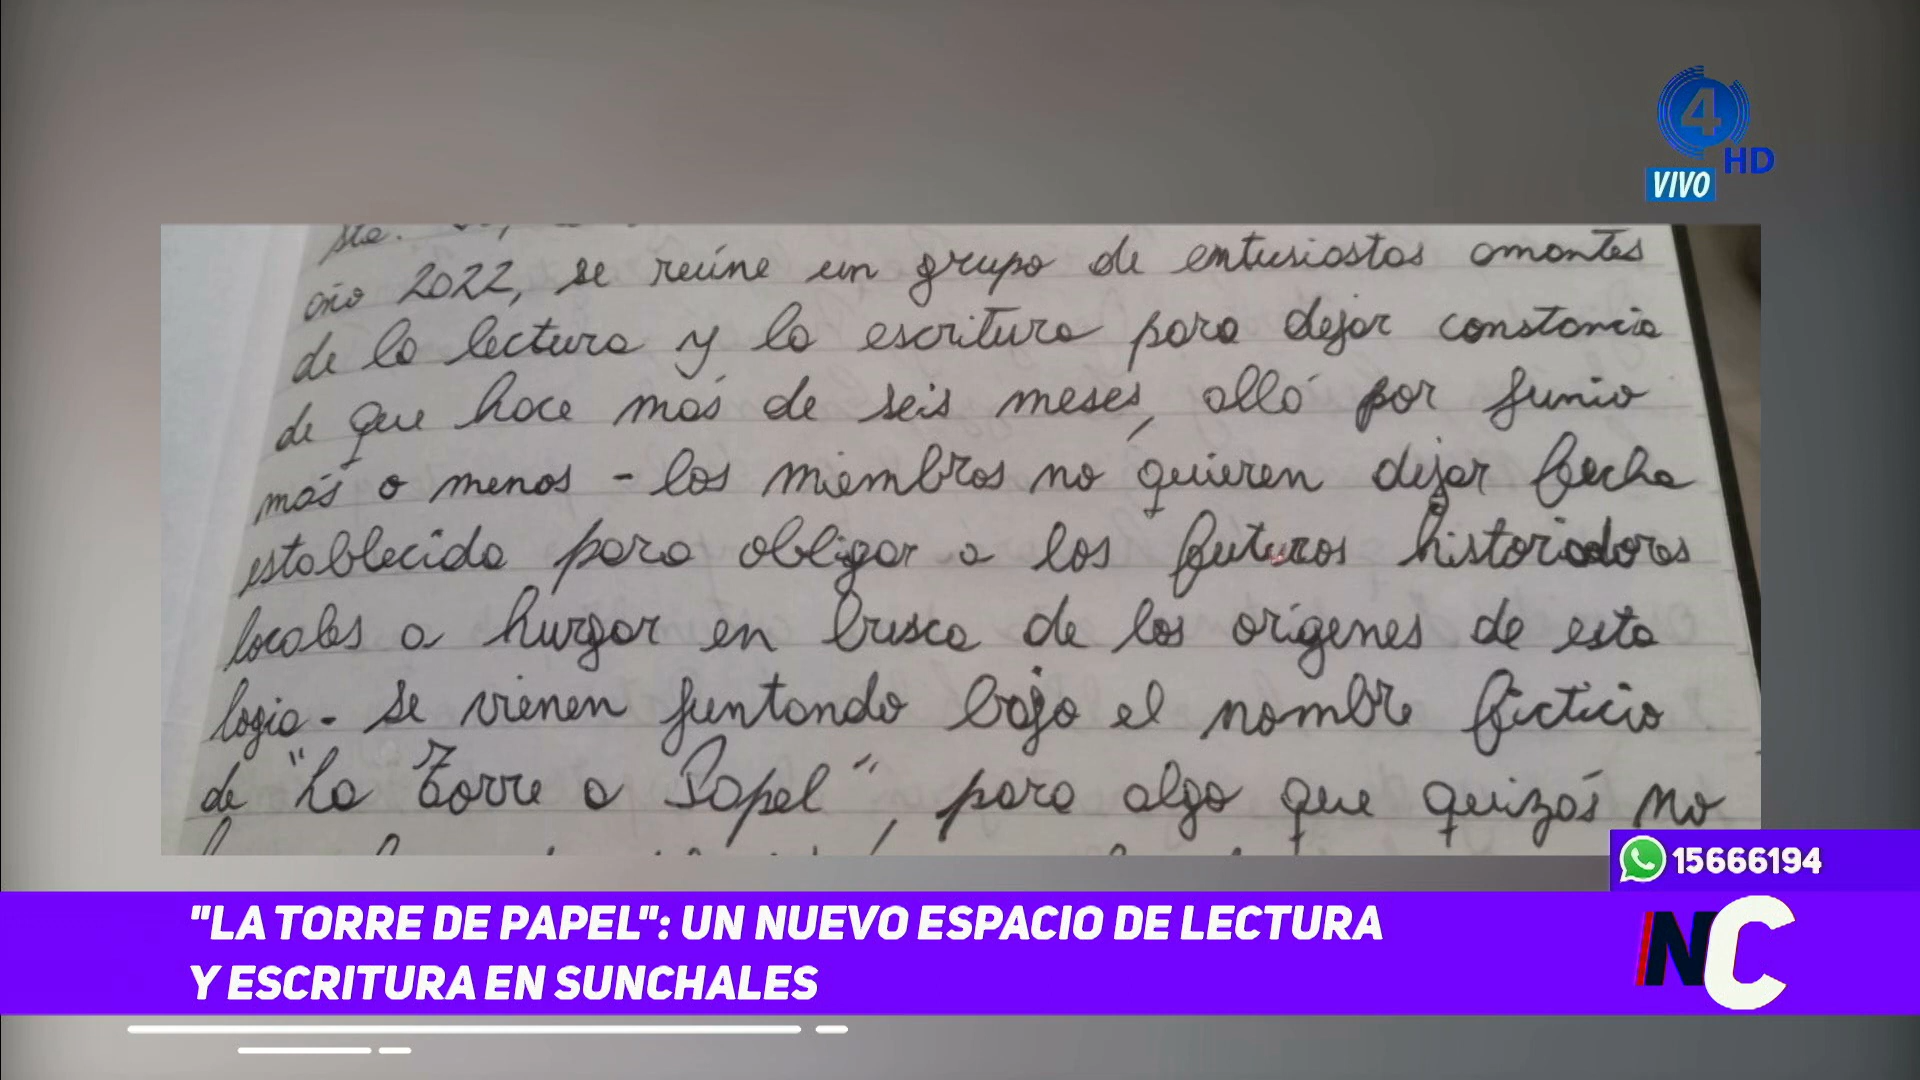 4
HD
VIVO
año 2022, se reúne un grupo de entusiastas amantes
de la lectura y la escritura para dejar constancia
de que hace más de seis meses, allá por junio
más o menos - los miembros no quieren dejar fecha
establecida para obligar a los futuros historiadores
locales a hurgar en busca de los orígenes de esta
logia - se vienen juntando bajo el nombre ficticio
de "La Torre a Papel", para algo que quizás no
15666194
"LA TORRE DE PAPEL": UN NUEVO ESPACIO DE LECTURA
Y ESCRITURA EN SUNCHALES
NC